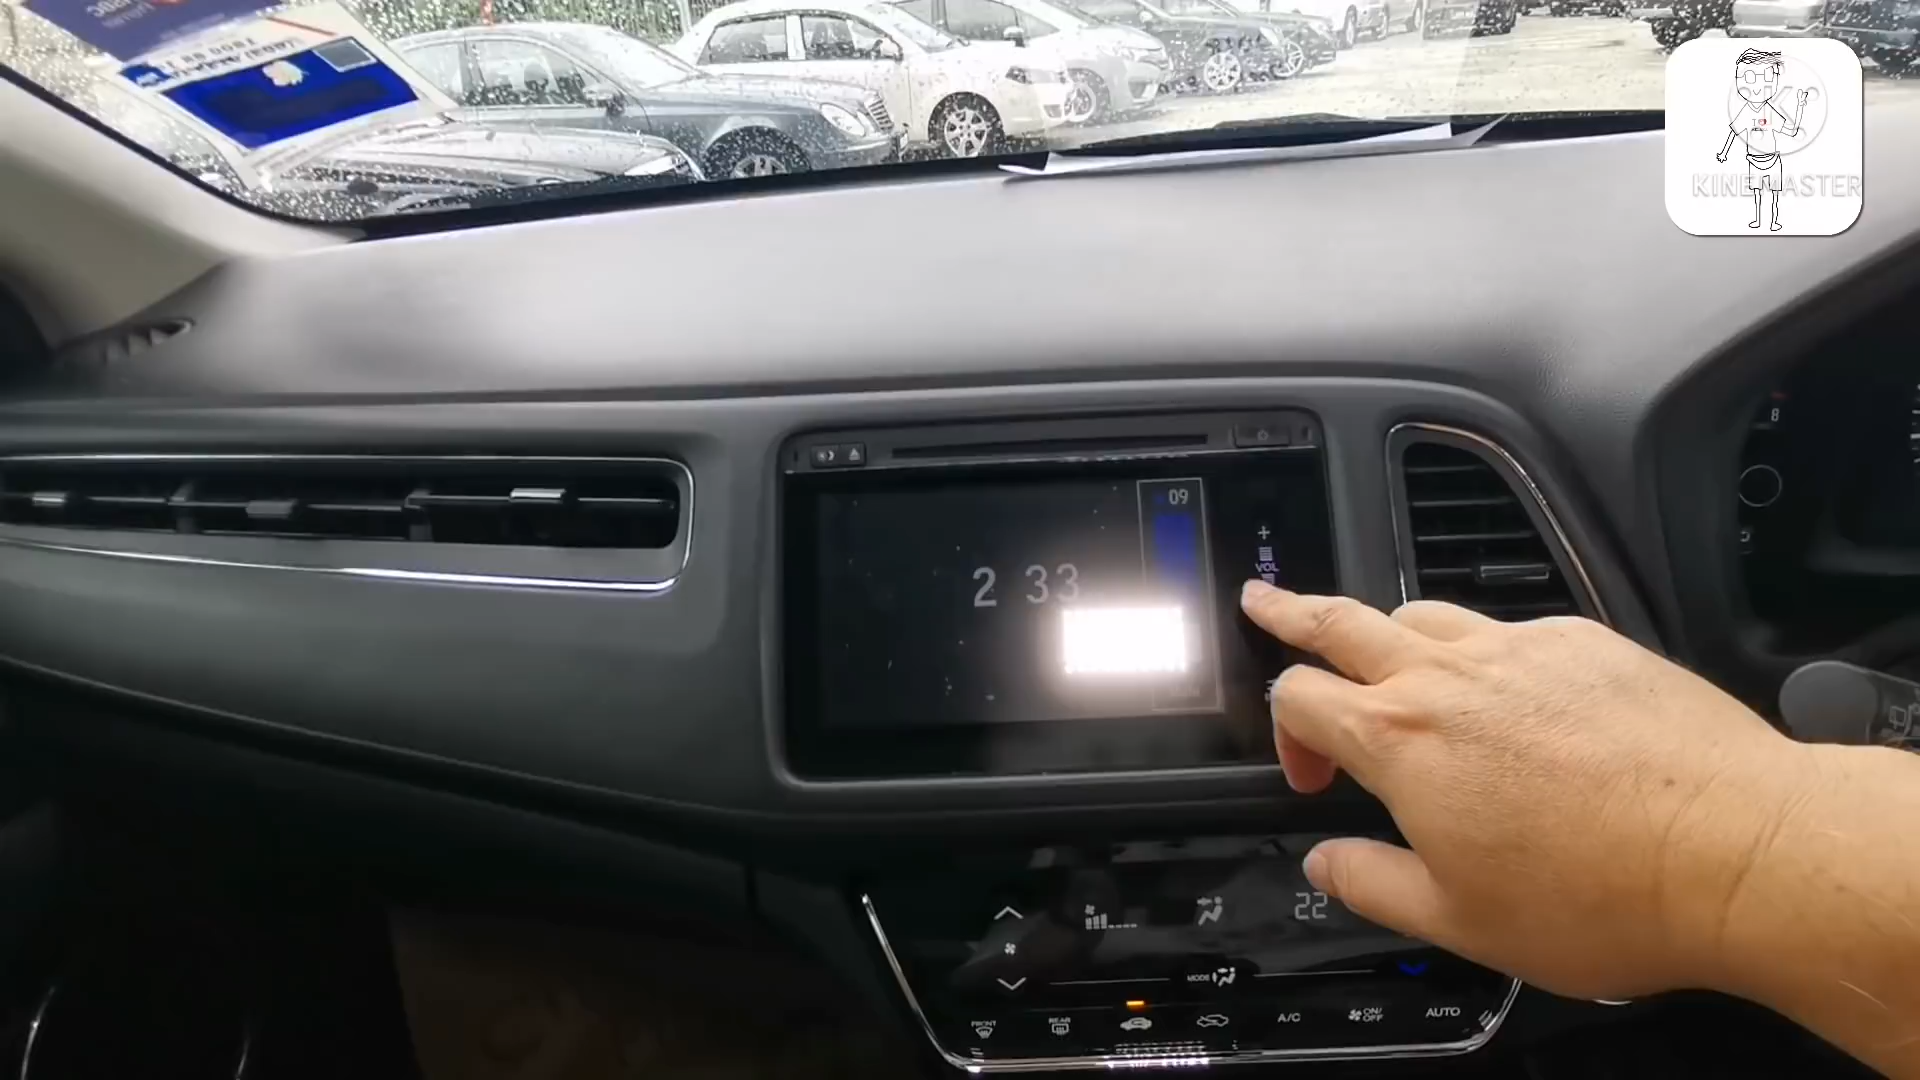 KINEMASTER
8
09
+
VOL
2 33
22
MODE
FRONT
REAR
A/C
ON/
OFF
AUTO